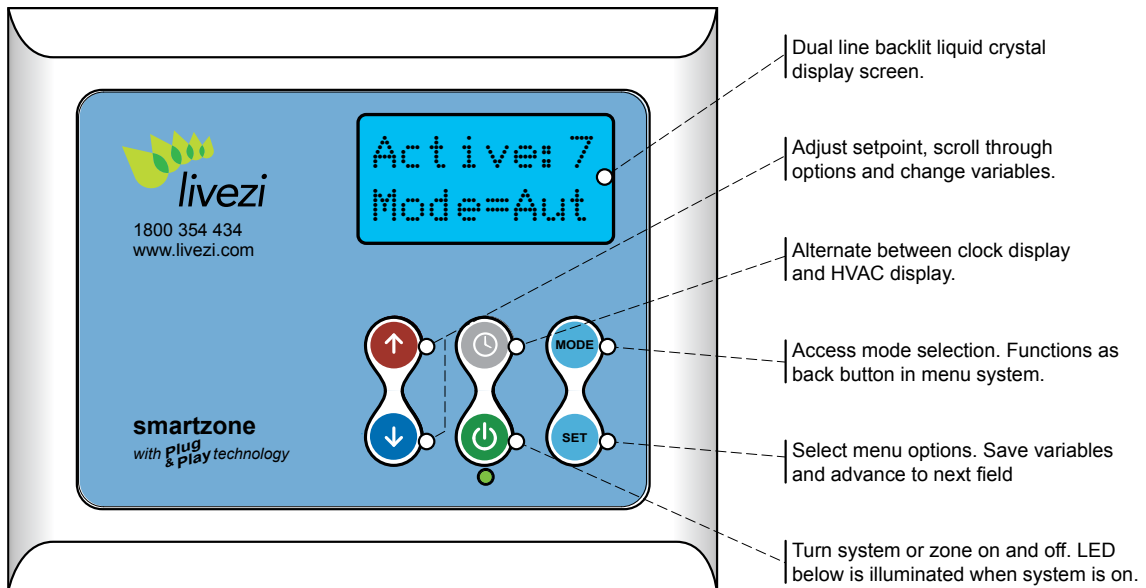 Active: 7
Mode=Aut
livezi
1800 354 434
www.livezi.com
MODE
SET
smartzone
with Plug
& Play technology
Dual line backlit liquid crystal
display screen.
Adjust setpoint, scroll through
options and change variables.
Alternate between clock display
and HVAC display.
Access mode selection. Functions as
back button in menu system.
Select menu options. Save variables
and advance to next field
Turn system or zone on and off. LED
below is illuminated when system is on.